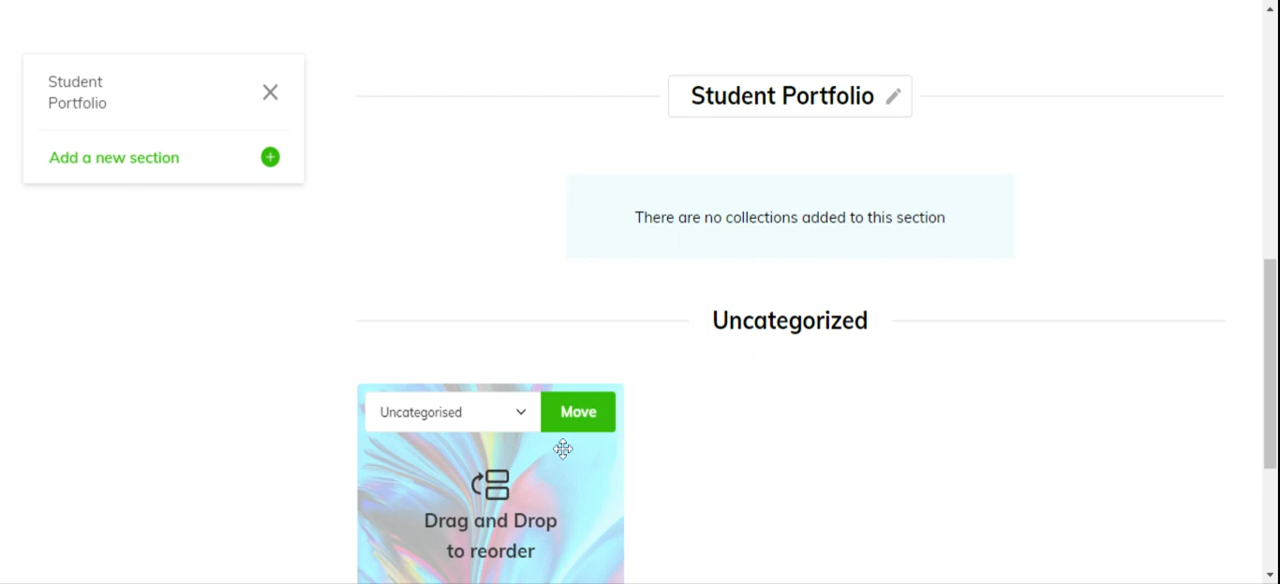 Student
Portfolio
Add a new section
Student Portfolio
There are no collections added to this section
Uncategorized
Uncategorised
Move
Drag and Drop
to reorder